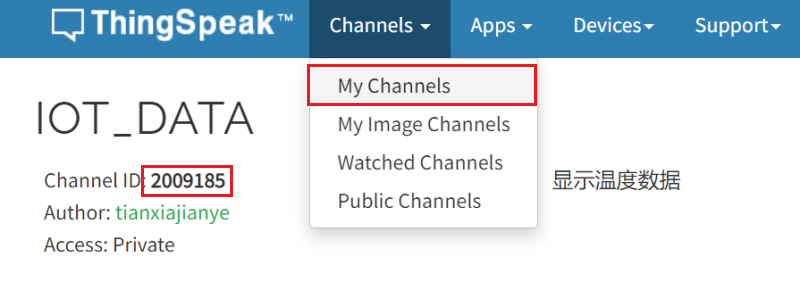 ThingSpeak™ Channels Apps Devices Support
My Channels
My Image Channels
Watched Channels
Public Channels
IOT_DATA
Channel ID: 2009185
Author: tianxiajianye
Access: Private
显示温度数据